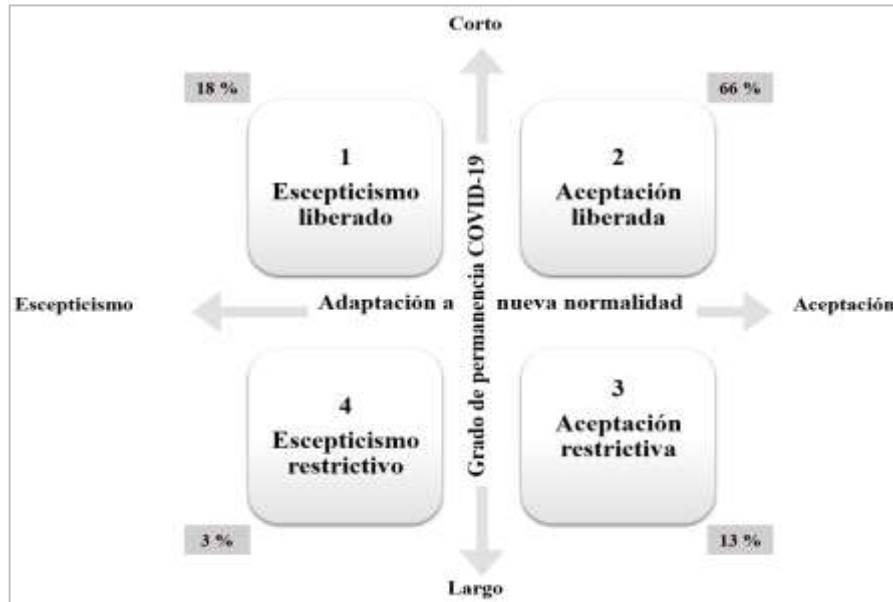 Corto
18 %
66 %
1
Escepticismo
liberado
2
Aceptación
liberada
Grado de permanencia COVID-19
Escepticismo
Adaptación a nueva normalidad
Aceptación
4
Escepticismo
restrictivo
3
Aceptación
restrictiva
3 %
13 %
Largo